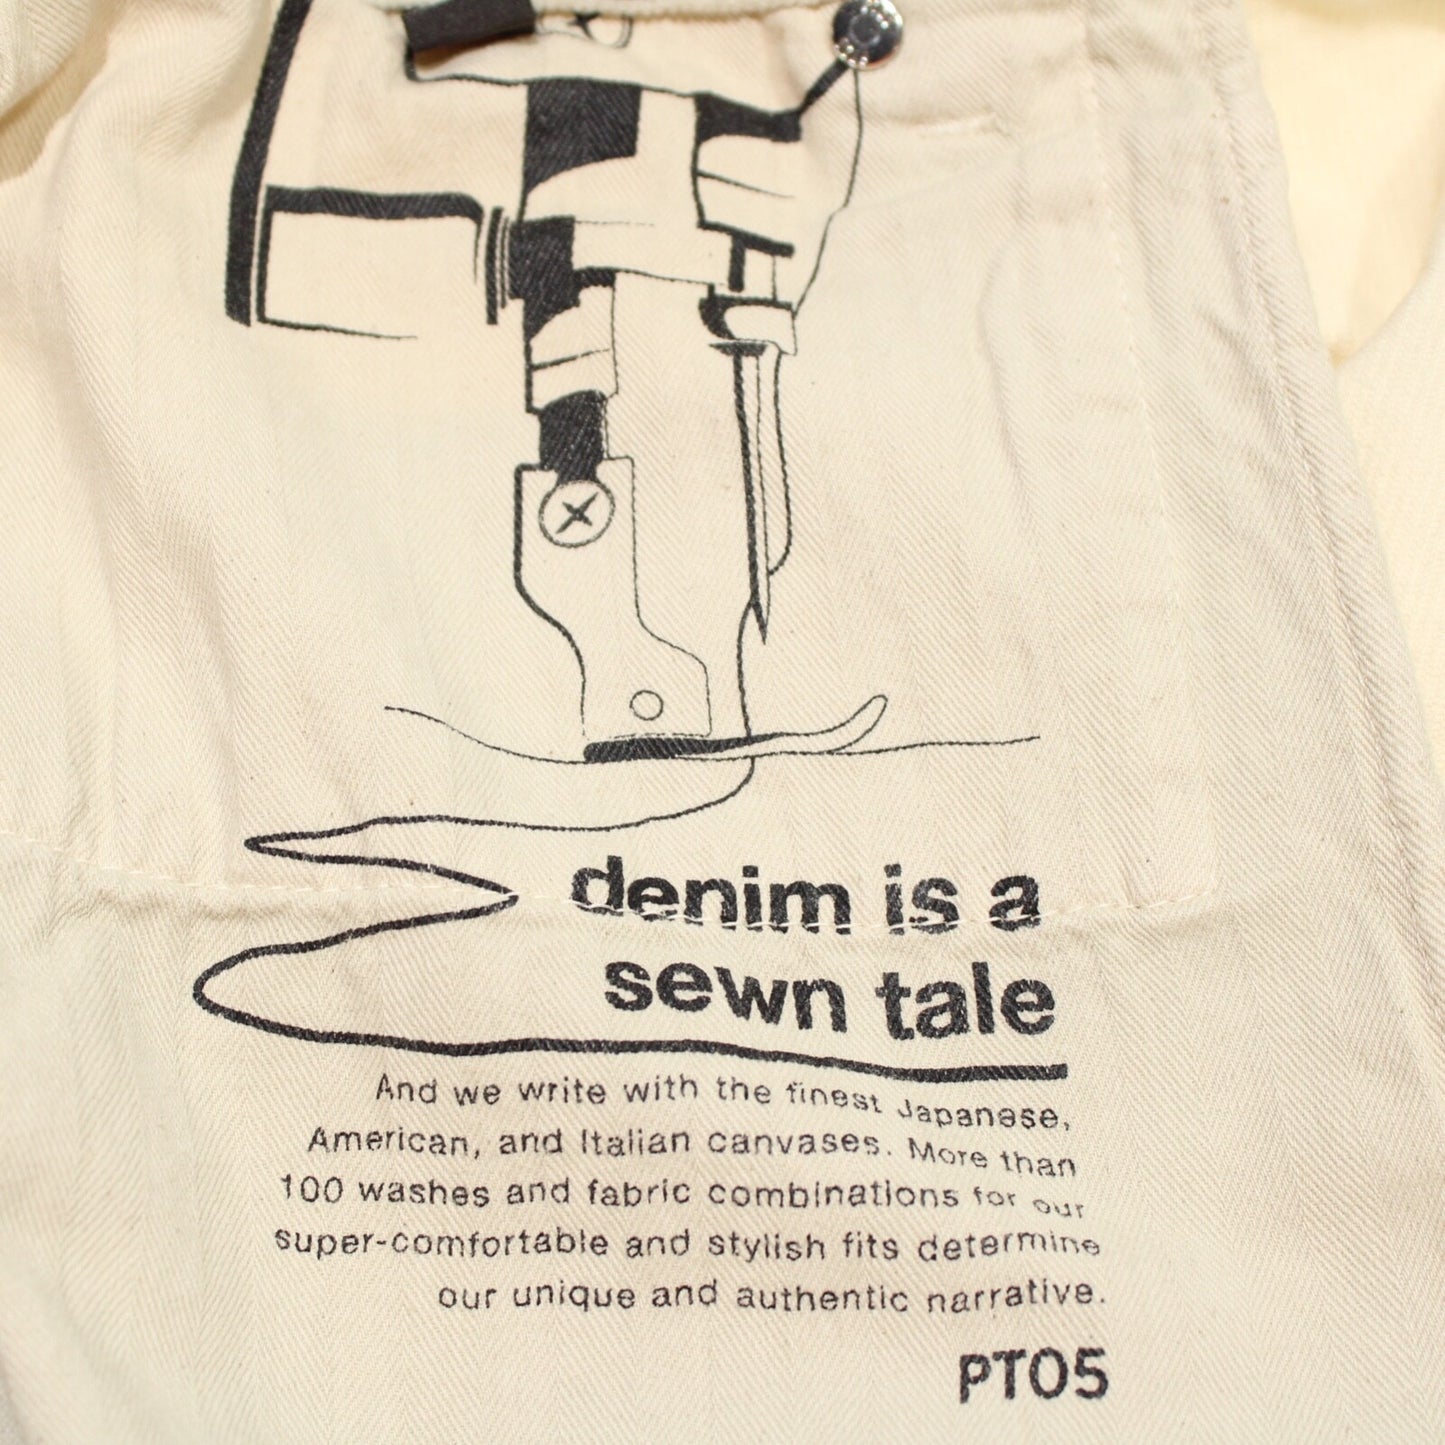 denim is a
sewn tale
And we write with the finest Japanese,
American, and Italian canvases. More than
100 washes and fabric combinations for our
super-comfortable and stylish fits determine
our unique and authentic narrative.
PT05